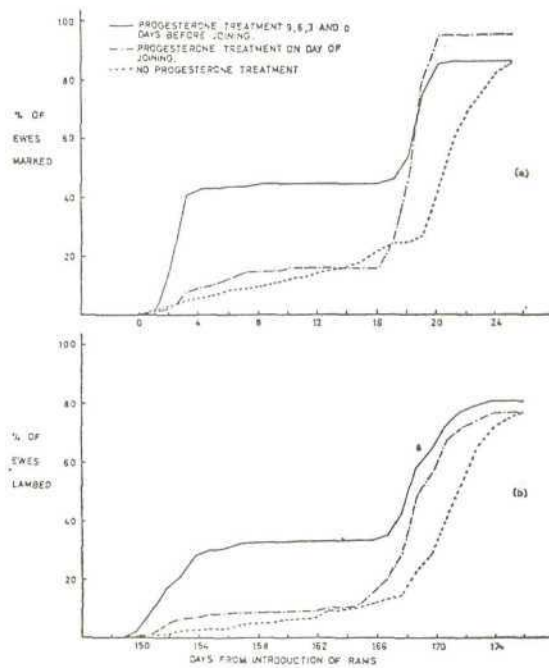 PROGESTERONE TREATMENT 9,6,3 AND 0
DAYS BEFORE JOINING.
PROGESTERONE TREATMENT ON DAY OF
JOINING.
NO PROGESTERONE TREATMENT
100
80
60
40
20
% OF
EWES
MARKED
(a)
0 4 8 12 16 20 24
100
80
60
40
20
% OF
EWES
LAMBED
(b)
150 154 158 162 166 170 174
DAYS FROM INTRODUCTION OF RAMS